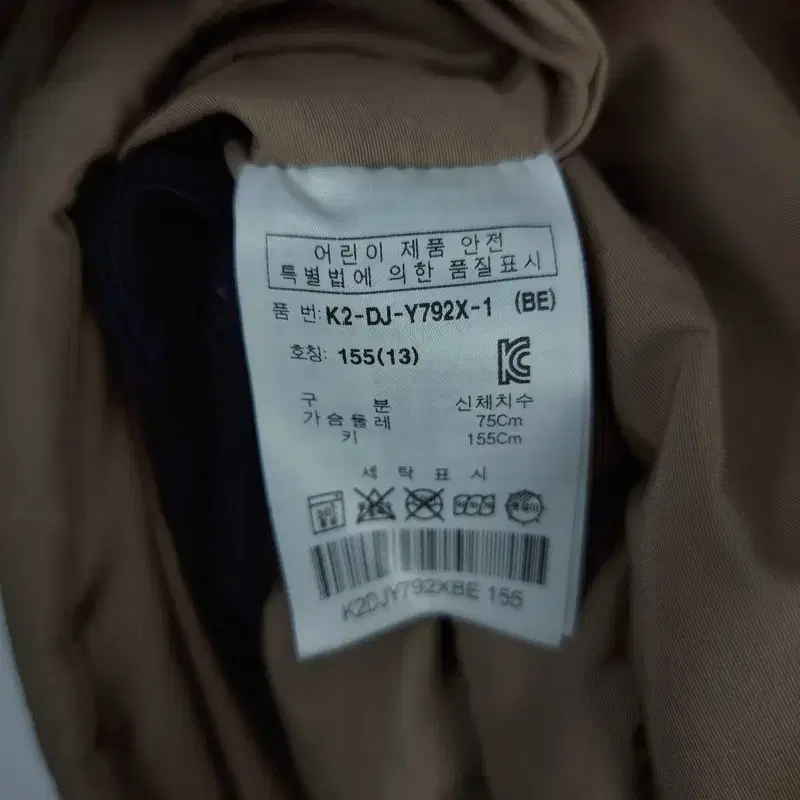 어린이 제품 안전
특별법에 의한 품질표시
품 번: K2-DJ-Y792X-1 (BE)
호칭: 155(13)
구 분 신체치수
가슴둘레 75Cm
키 155Cm
세 탁 표 시
K2DJY792XBE 155